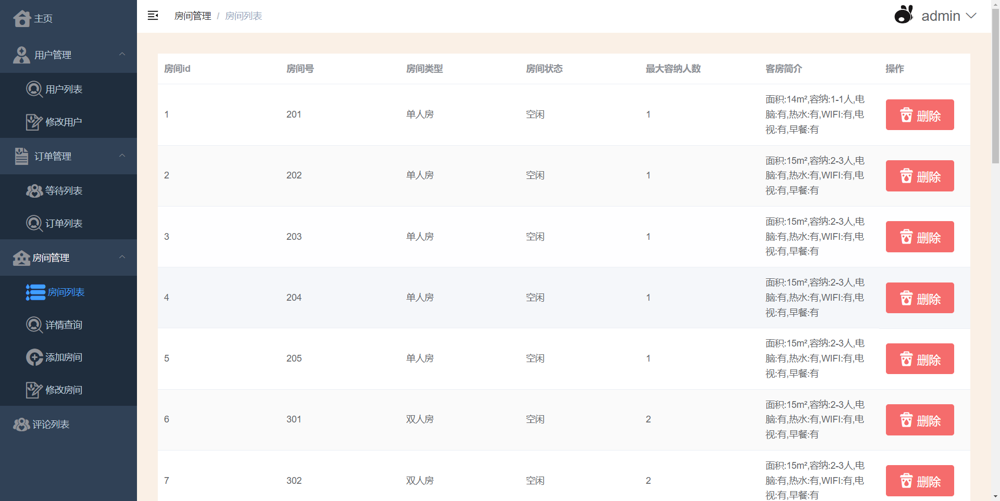 主页
用户管理
用户列表
修改用户
订单管理
等待列表
订单列表
房间管理
房间列表
详情查询
添加房间
修改房间
评论列表
房间管理 / 房间列表
admin
房间id 房间号 房间类型 房间状态 最大容纳人数 客房简介 操作
1 201 单人房 空闲 1 面积:14m²,容纳:1-1人,电
脑:有,热水:有,WIFI:有,电
视:有,早餐:有
删除
2 202 单人房 空闲 1 面积:15m²,容纳:2-3人,电
脑:有,热水:有,WIFI:有,电
视:有,早餐:有
删除
3 203 单人房 空闲 1 面积:15m²,容纳:2-3人,电
脑:有,热水:有,WIFI:有,电
视:有,早餐:有
删除
4 204 单人房 空闲 1 面积:15m²,容纳:2-3人,电
脑:有,热水:有,WIFI:有,电
视:有,早餐:有
删除
5 205 单人房 空闲 1 面积:15m²,容纳:2-3人,电
脑:有,热水:有,WIFI:有,电
视:有,早餐:有
删除
6 301 双人房 空闲 2 面积:15m²,容纳:2-3人,电
脑:有,热水:有,WIFI:有,电
视:有,早餐:有
删除
7 302 双人房 空闲 2 面积:15m²,容纳:2-3人,电
脑:有,热水:有,WIFI:有,电
视:有,早餐:有
删除